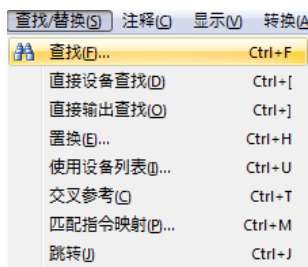 查找/替换(S) 注释(C) 显示(V) 转换(A
查找(F)... Ctrl+F
直接设备查找(D) Ctrl+[
直接输出查找(O) Ctrl+]
置换(E)... Ctrl+H
使用设备列表(I)... Ctrl+U
交叉参考(C) Ctrl+T
匹配指令映射(P)... Ctrl+M
跳转(J) Ctrl+J